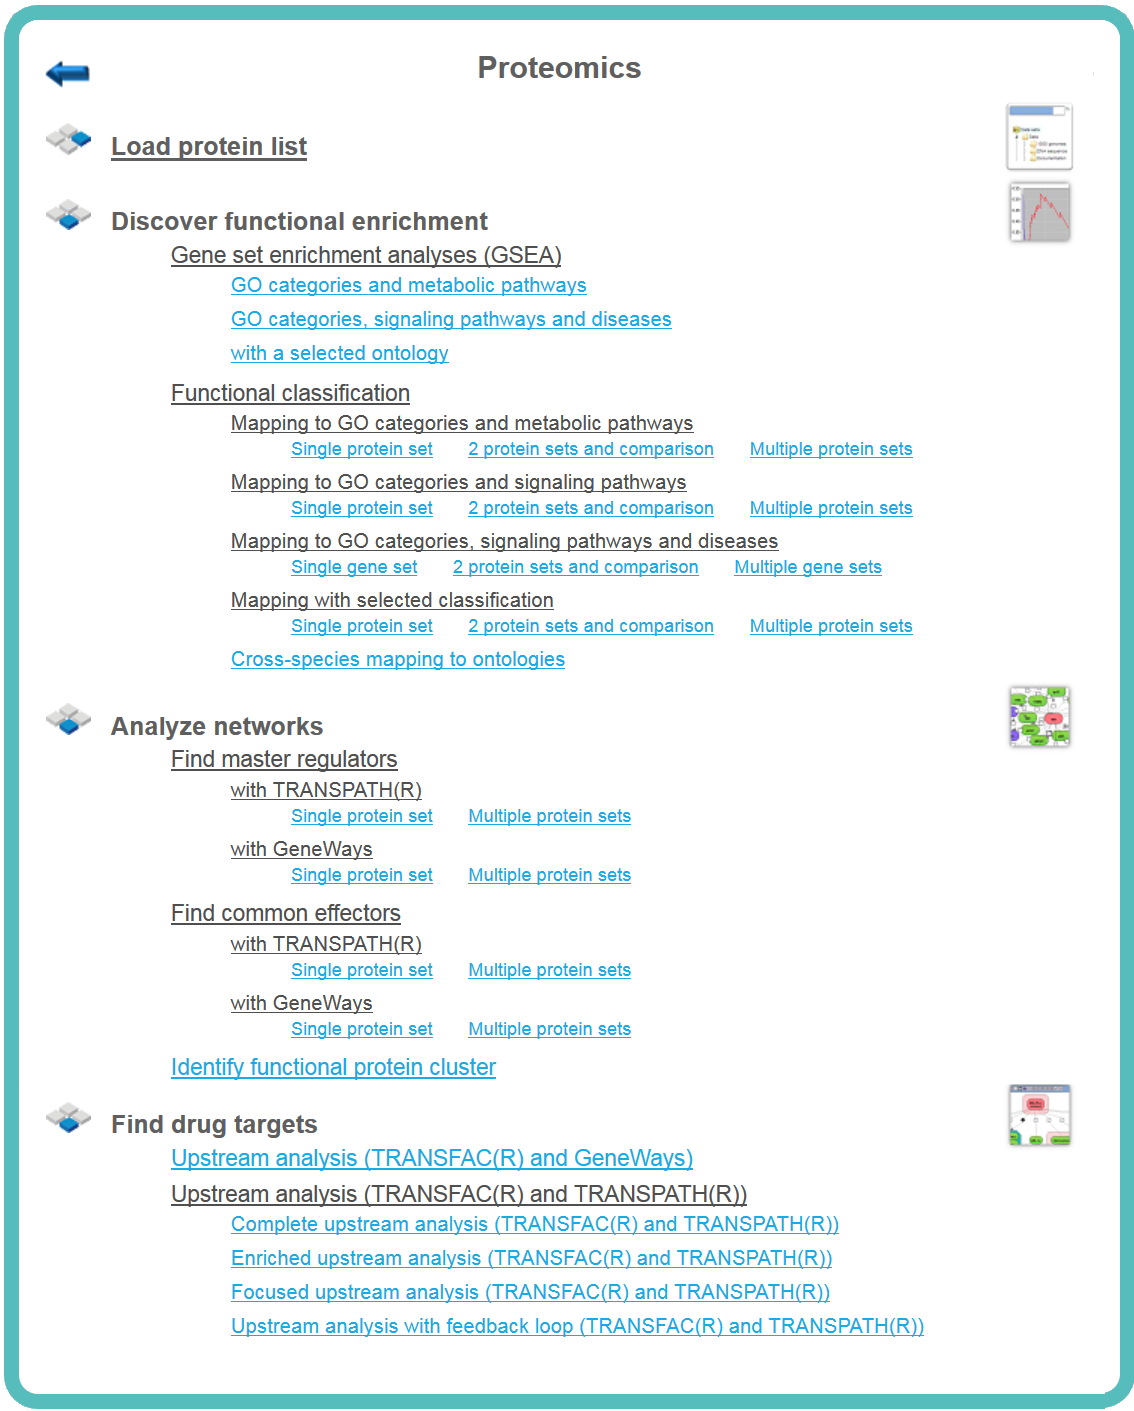 Proteomics
Load protein list
Discover functional enrichment
Gene set enrichment analyses (GSEA)
GO categories and metabolic pathways
GO categories, signaling pathways and diseases
with a selected ontology
Functional classification
Mapping to GO categories and metabolic pathways
Single protein set 2 protein sets and comparison Multiple protein sets
Mapping to GO categories and signaling pathways
Single protein set 2 protein sets and comparison Multiple protein sets
Mapping to GO categories, signaling pathways and diseases
Single gene set 2 protein sets and comparison Multiple gene sets
Mapping with selected classification
Single protein set 2 protein sets and comparison Multiple protein sets
Cross-species mapping to ontologies
Analyze networks
Find master regulators
with TRANSPATH(R)
Single protein set Multiple protein sets
with GeneWays
Single protein set Multiple protein sets
Find common effectors
with TRANSPATH(R)
Single protein set Multiple protein sets
with GeneWays
Single protein set Multiple protein sets
Identify functional protein cluster
Find drug targets
Upstream analysis (TRANSFAC(R) and GeneWays)
Upstream analysis (TRANSFAC(R) and TRANSPATH(R))
Complete upstream analysis (TRANSFAC(R) and TRANSPATH(R))
Enriched upstream analysis (TRANSFAC(R) and TRANSPATH(R))
Focused upstream analysis (TRANSFAC(R) and TRANSPATH(R))
Upstream analysis with feedback loop (TRANSFAC(R) and TRANSPATH(R))